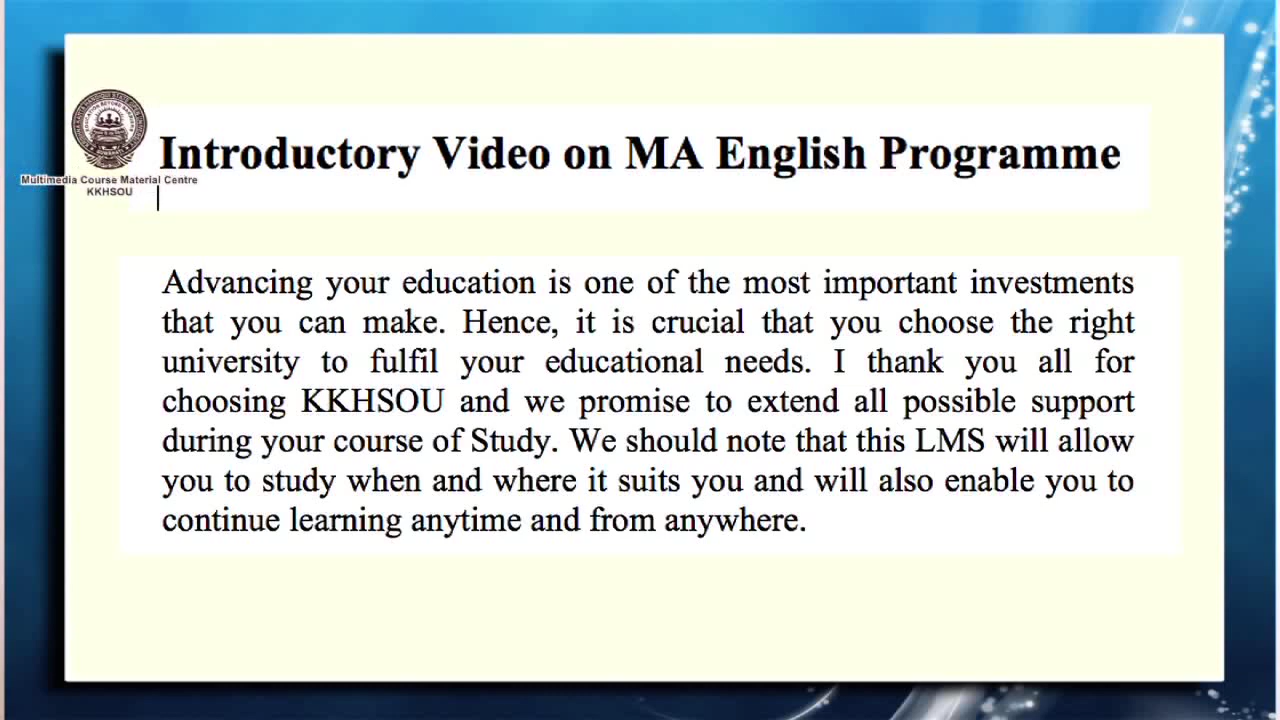 Introductory Video on MA English Programme
Multimedia Course Material Centre
KKHSOU
Advancing your education is one of the most important investments
that you can make. Hence, it is crucial that you choose the right
university to fulfil your educational needs. I thank you all for
choosing KKHSOU and we promise to extend all possible support
during your course of Study. We should note that this LMS will allow
you to study when and where it suits you and will also enable you to
continue learning anytime and from anywhere.